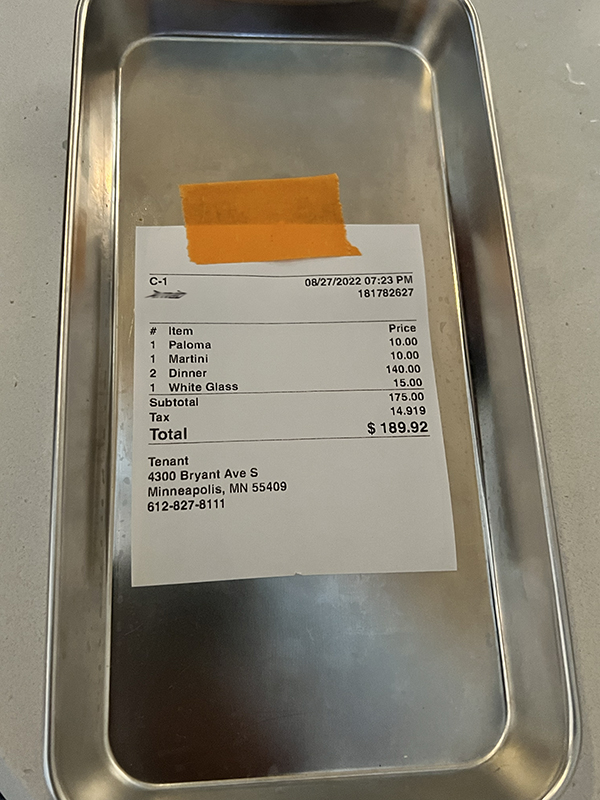 C-1 08/27/2022 07:23 PM
181782627
# Item Price
1 Paloma 10.00
1 Martini 10.00
2 Dinner 140.00
1 White Glass 15.00
Subtotal 175.00
Tax 14.919
Total $ 189.92
Tenant
4300 Bryant Ave S
Minneapolis, MN 55409
612-827-8111